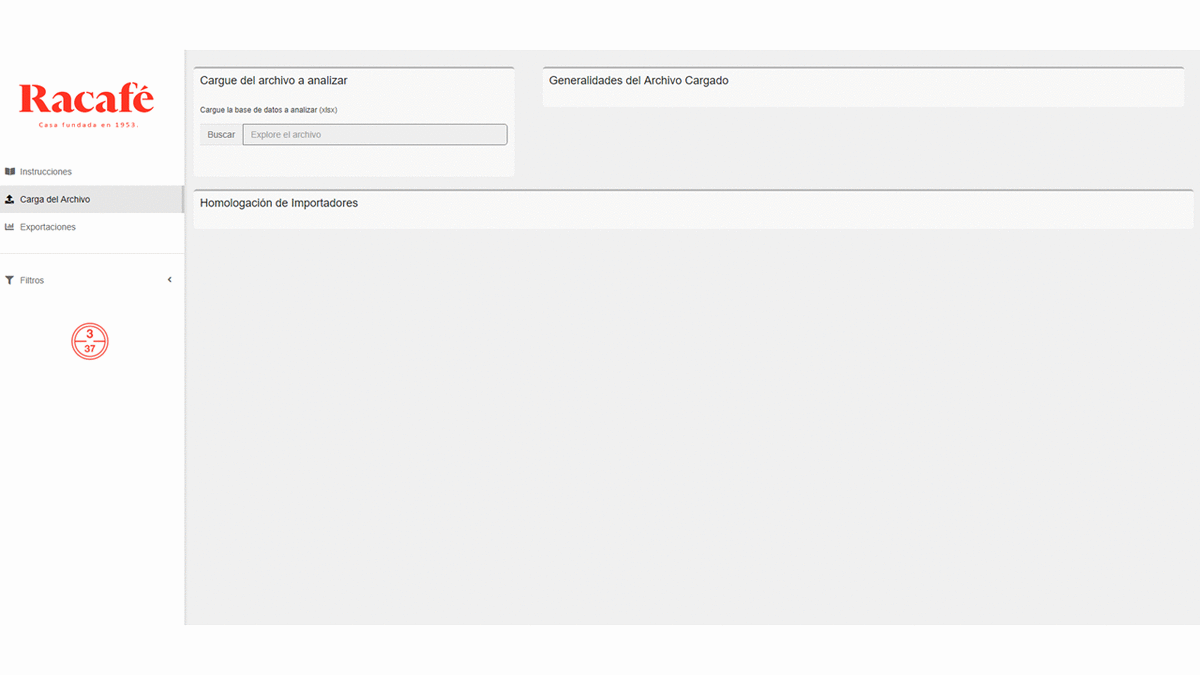 Racafé
Casa fundada en 1953.
Instrucciones
Carga del Archivo
Exportaciones
Filtros
3
37
Cargue del archivo a analizar
Cargue la base de datos a analizar (xlsx)
Buscar
Explore el archivo
Generalidades del Archivo Cargado
Homologación de Importadores